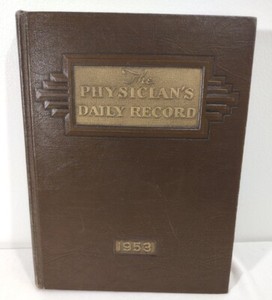 The
PHYSICIAN'S
DAILY RECORD
1953